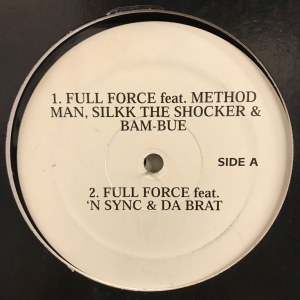 1. FULL FORCE feat. METHOD
MAN, SILKK THE SHOCKER &
BAM-BUE
SIDE A
2. FULL FORCE feat.
'N SYNC & DA BRAT